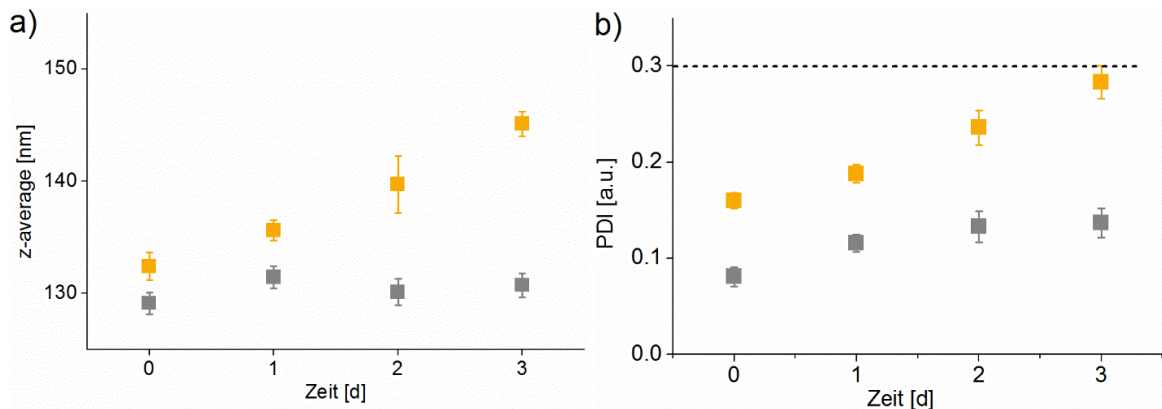 a)
z-average [nm]
150
140
130
0 1 2 3
Zeit [d]
b)
PDI [a.u.]
0.3
0.2
0.1
0.0
0 1 2 3
Zeit [d]